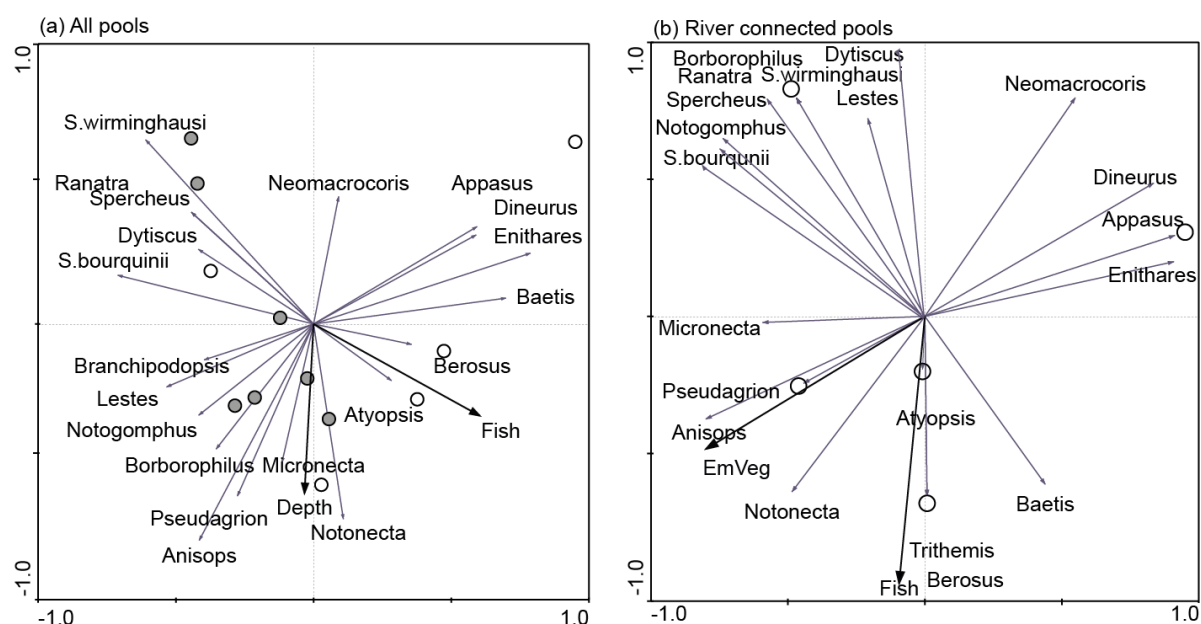 (a) All pools
1.0
S.wirminghausi
Ranatra
Spercheus
Neomacrocoris
Appasus
Dineurus
Dytiscus
Enithares
S.bourquinii
Baetis
Branchipodopsis
Berosus
Lestes
Atyopsis
Notogomphus
Fish
Borborophilus
Micronecta
Depth
Pseudagrion
Notonecta
Anisops
-1.0
-1.0
1.0
(b) River connected pools
1.0
Borborophilus
Dytiscus
Ranatra
S.wirminghausi
Neomacrocoris
Spercheus
Lestes
Notogomphus
S.bourqunii
Dineurus
Appasus
Enithares
Micronecta
Pseudagrion
Atyopsis
Anisops
EmVeg
Notonecta
Baetis
Trithemis
Fish
Berosus
-1.0
-1.0
1.0